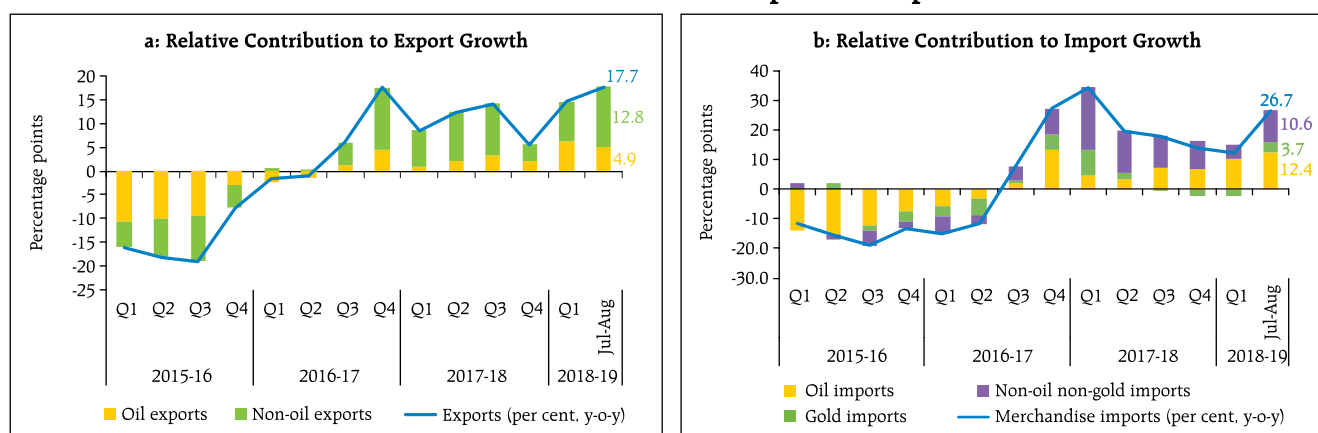 a: Relative Contribution to Export Growth
Percentage points
20
15
10
5
0
-5
-10
-15
-20
-25
17.7
12.8
4.9
Q1 Q2 Q3 Q4 Q1 Q2 Q3 Q4 Q1 Q2 Q3 Q4 Q1 Jul-Aug
2015-16 2016-17 2017-18 2018-19
Oil exports Non-oil exports Exports (per cent, y-o-y)
b: Relative Contribution to Import Growth
Percentage points
40
30
20
10
0
-10
-20.0
-30.0
26.7
10.6
3.7
12.4
Q1 Q2 Q3 Q4 Q1 Q2 Q3 Q4 Q1 Q2 Q3 Q4 Q1 Jul-Aug
2015-16 2016-17 2017-18 2018-19
Oil imports Non-oil non-gold imports
Gold imports Merchandise imports (per cent, y-o-y)